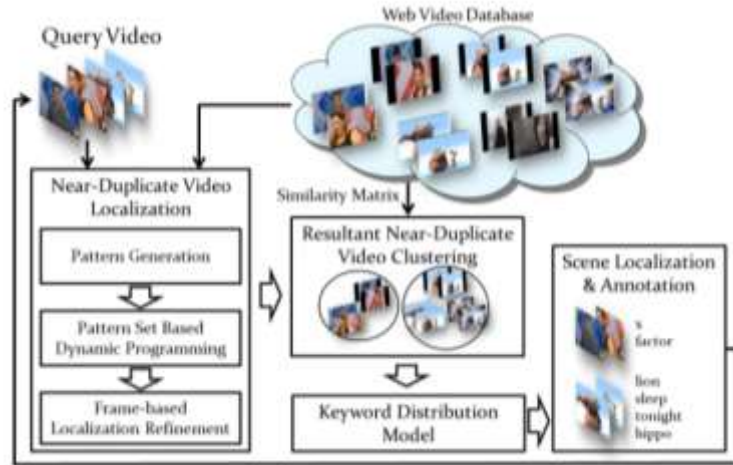 Web Video Database
Query Video
Near-Duplicate Video
Localization
Pattern Generation
Pattern Set Based
Dynamic Programming
Frame-based
Localization Refinement
Similarity Matrix
Resultant Near-Duplicate
Video Clustering
Keyword Distribution
Model
Scene Localization
& Annotation
x
factor
lion
sleep
tonight
hippo